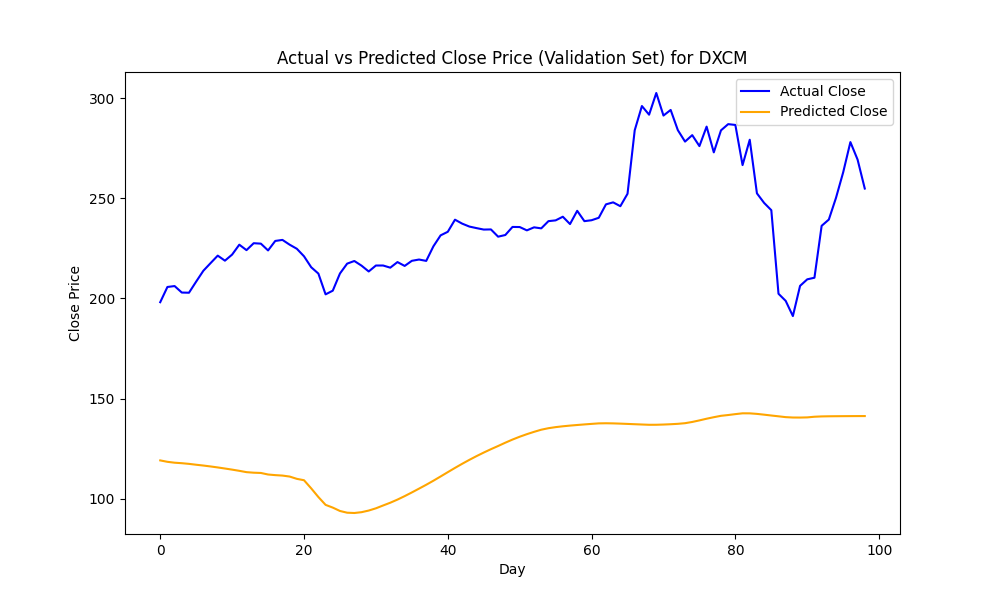 Actual vs Predicted Close Price (Validation Set) for DXCM
Actual Close
Predicted Close
Close Price
300
250
200
150
100
0 20 40 60 80 100
Day